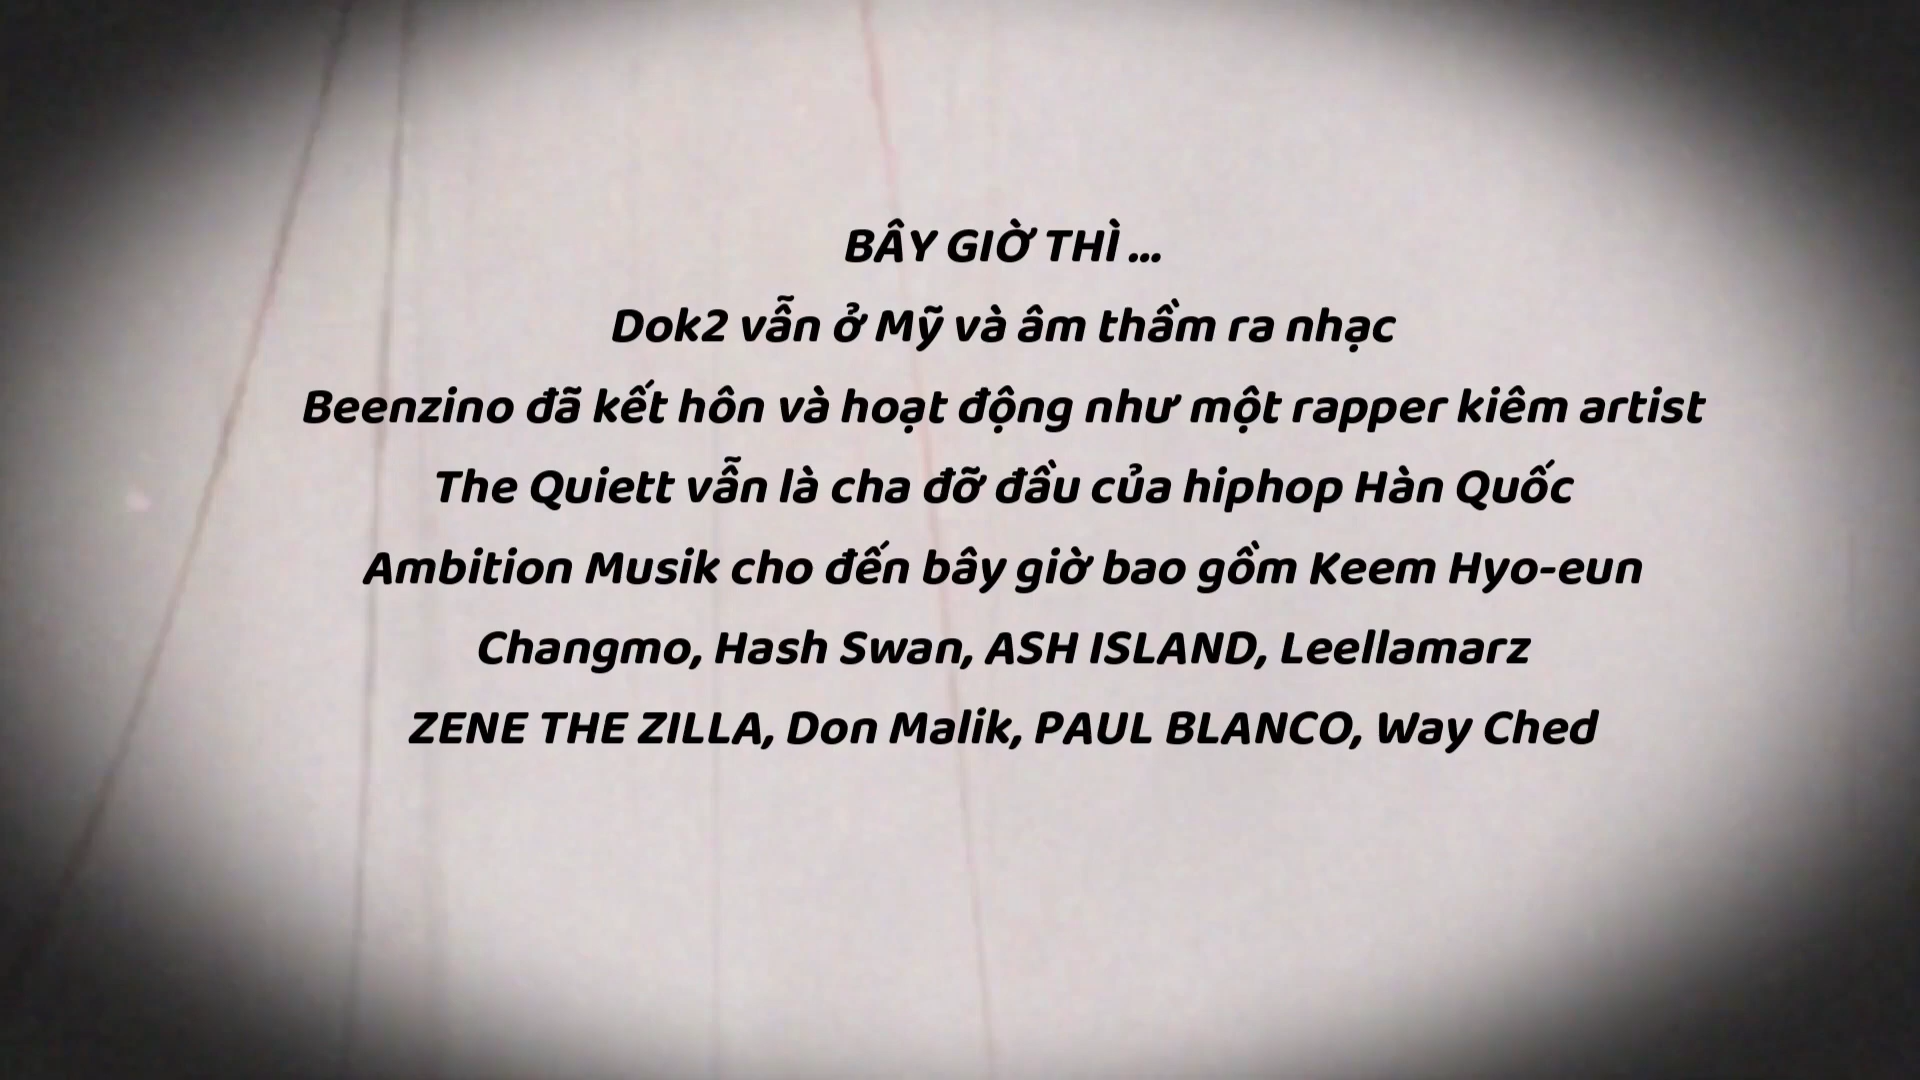 BÂY GIỜ THÌ ...
Dok2 vẫn ở Mỹ và âm thầm ra nhạc
Beenzino đã kết hôn và hoạt động như một rapper kiêm artist
The Quiett vẫn là cha đỡ đầu của hiphop Hàn Quốc
Ambition Musik cho đến bây giờ bao gồm Keem Hyo-eun
Changmo, Hash Swan, ASH ISLAND, Leellamarz
ZENE THE ZILLA, Don Malik, PAUL BLANCO, Way Ched